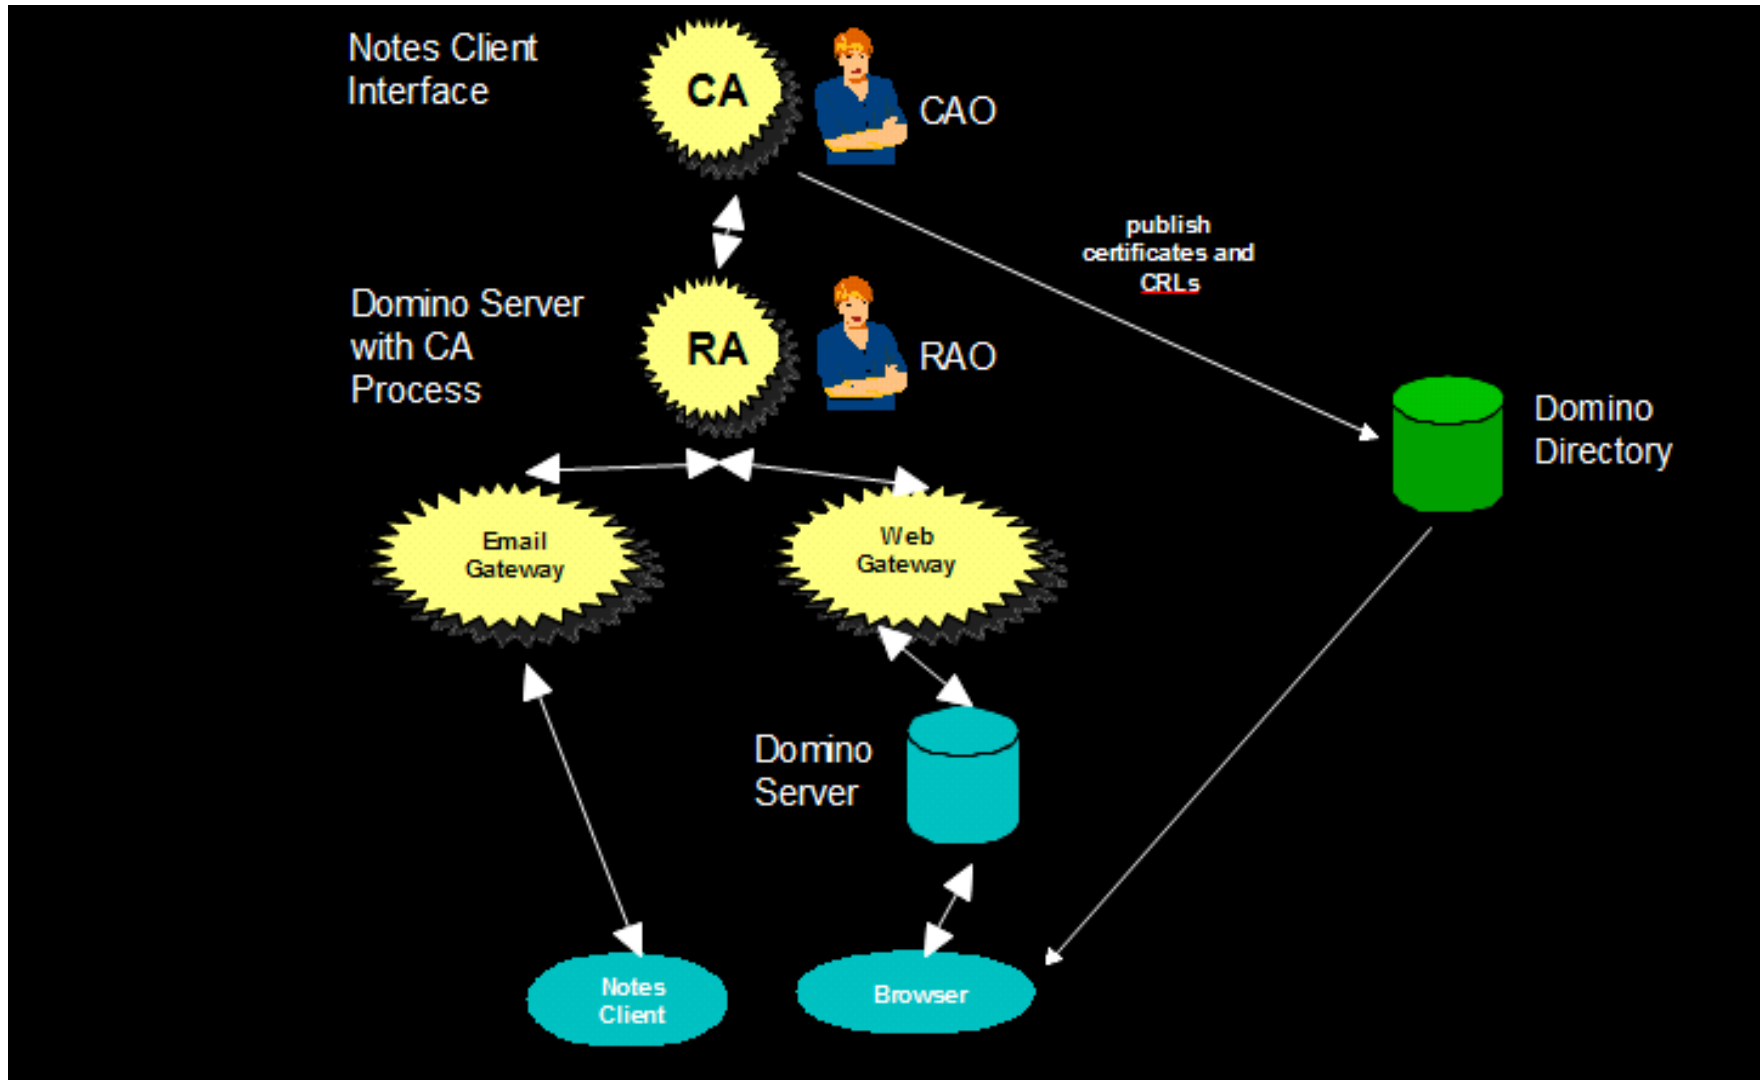 Notes Client
Interface
CA
CAO
publish
certificates and
CRLs
Domino Server
with CA
Process
RA
RAO
Domino
Directory
Email
Gateway
Web
Gateway
Domino
Server
Notes
Client
Browser